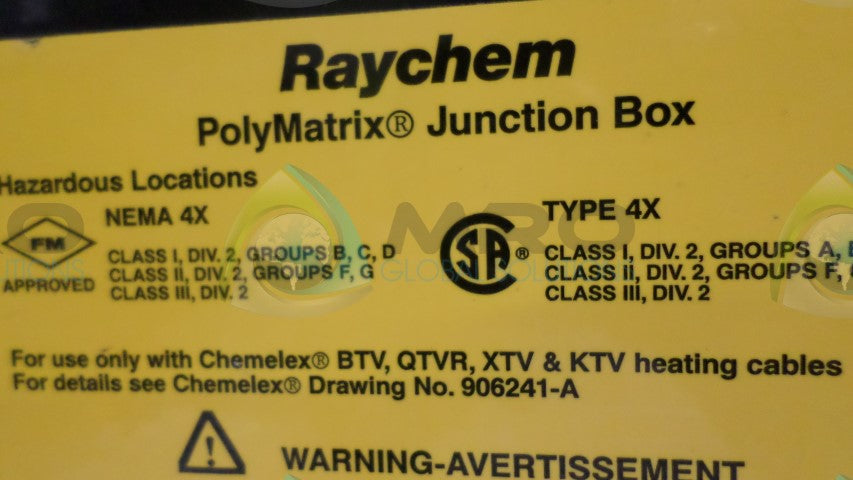 Raychem
PolyMatrix® Junction Box
Hazardous Locations
NEMA 4X
FM
APPROVED
CLASS I, DIV. 2, GROUPS B, C, D
CLASS II, DIV. 2, GROUPS F, G
CLASS III, DIV. 2
SA ®
TYPE 4X
CLASS I, DIV. 2, GROUPS A,
CLASS II, DIV. 2, GROUPS F,
CLASS III, DIV. 2
MRO
For use only with Chemelex® BTV, QTVR, XTV & KTV heating cables
For details see Chemelex® Drawing No. 906241-A
WARNING-AVERTISSEMENT